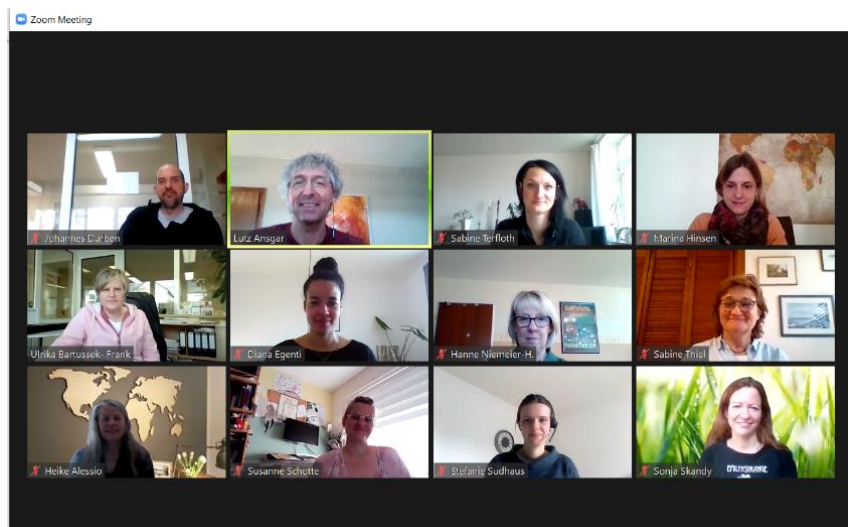 Zoom Meeting
Johannes Durben
Lutz Ansgar
Sabine Terfloth
Marina Hinsen
Ulrika Bartussek- Frank
Diana Egenti
Hanne Niemeier-H.
Sabine Thiel
Heike Alessio
Susanne Schotte
Stefanie Sudhaus
Sonja Skandy